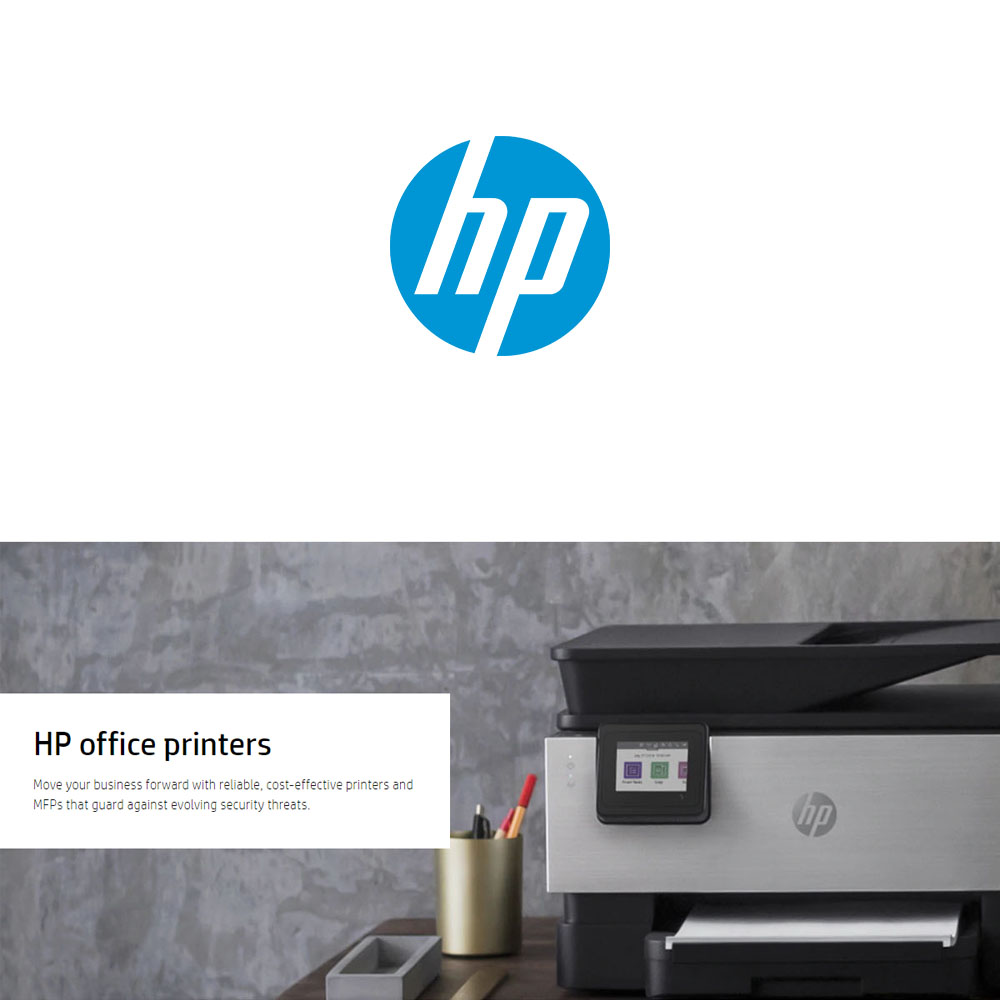 hp
HP office printers
Move your business forward with reliable, cost-effective printers and
MFPs that guard against evolving security threats.
hp